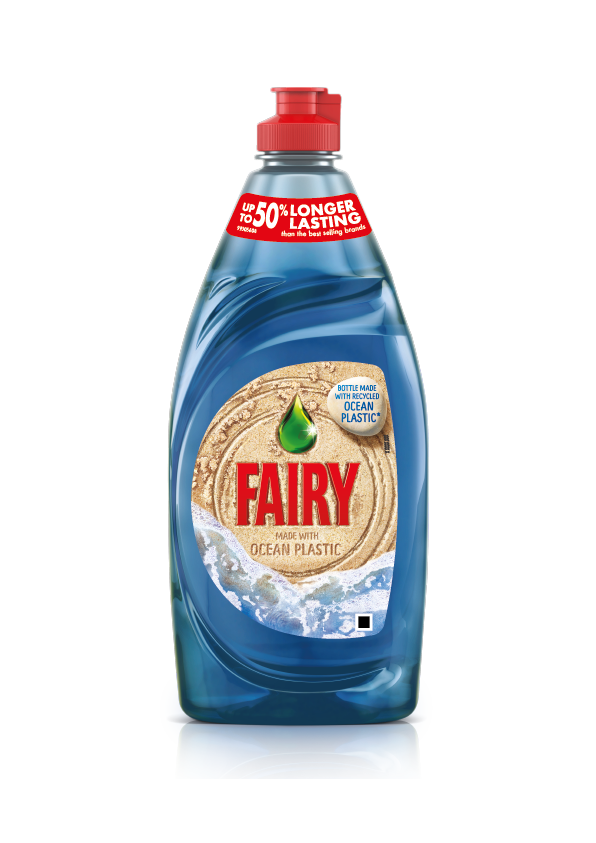 UP TO 50% LONGER LASTING
than the best selling brands
BOTTLE MADE
WITH RECYCLED
OCEAN
PLASTIC*
FAIRY
MADE WITH
OCEAN PLASTIC